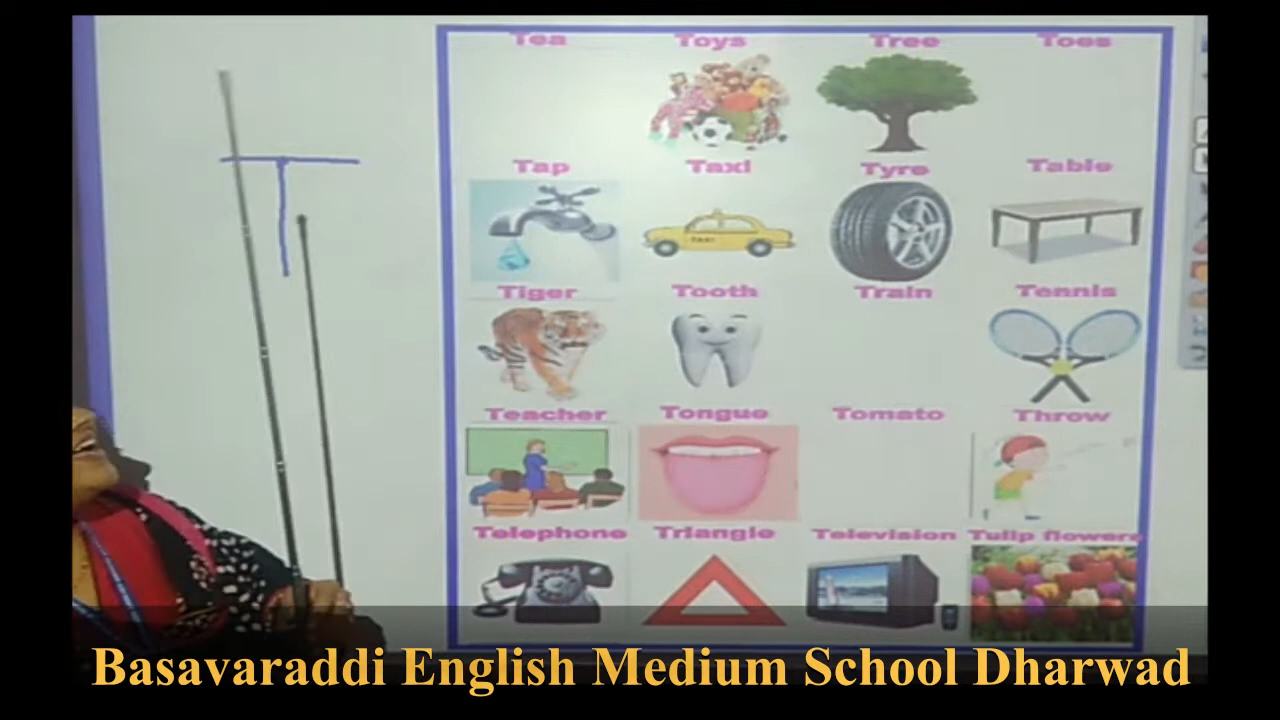 Tea Toys Tree Toes
T
Tap Taxi Tyre Table
TAXI
Tiger Tooth Train Tennis
Teacher Tongue Tomato Throw
Telephone Triangle Television Tulip flowers
Basavaraddi English Medium School Dharwad